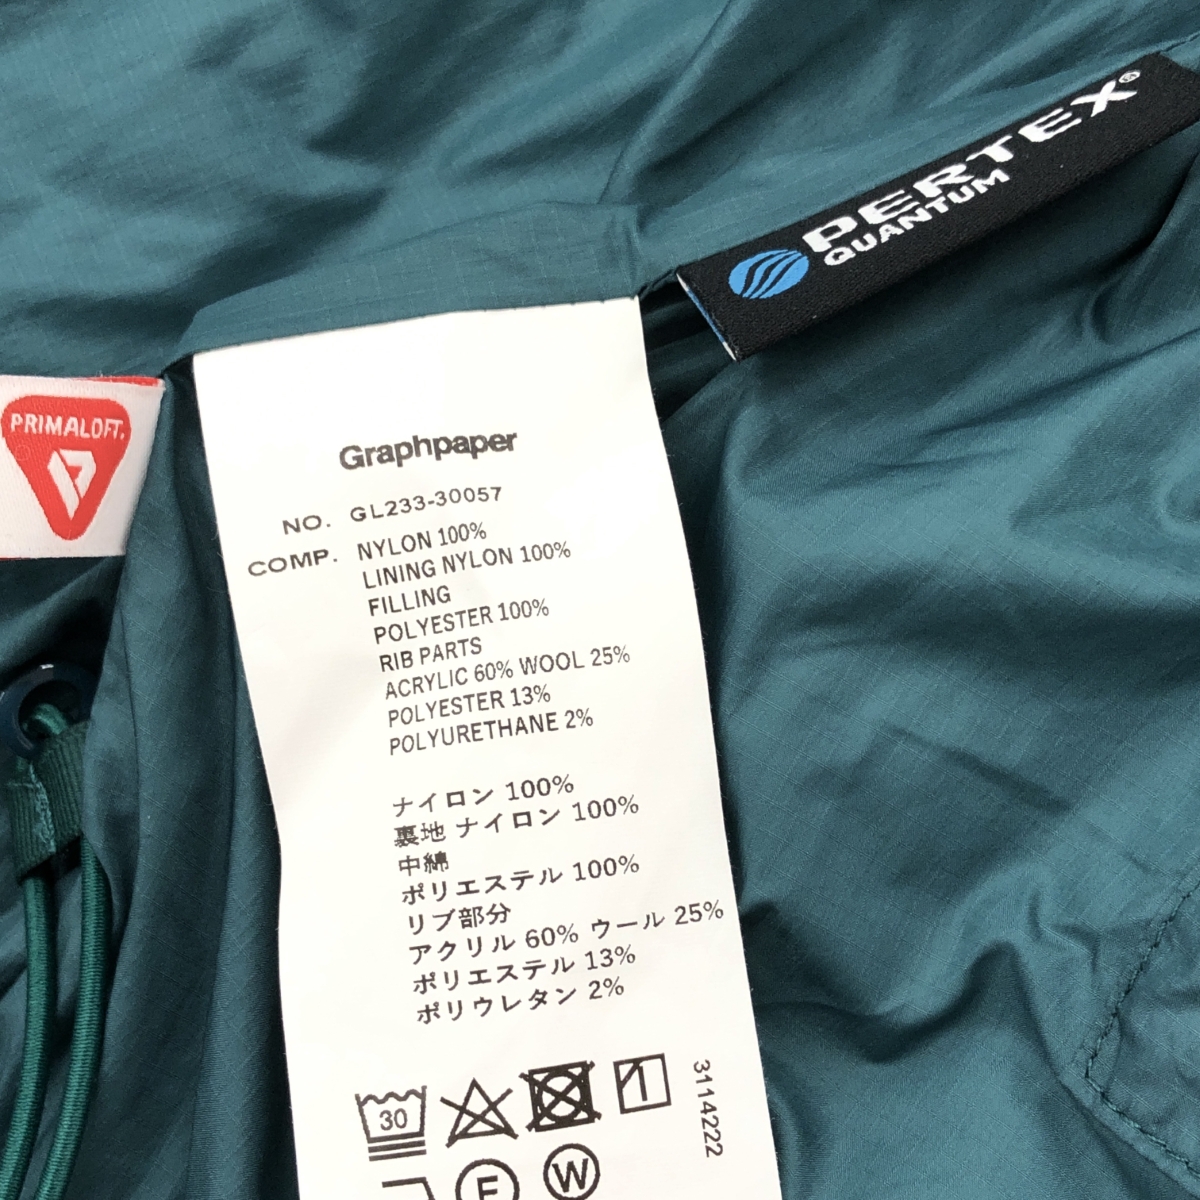 PERTEX®
QUANTUM
PRIMALOFT.
Graphpaper
NO. GL233-30057
COMP. NYLON 100%
LINING NYLON 100%
FILLING
POLYESTER 100%
RIB PARTS
ACRYLIC 60% WOOL 25%
POLYESTER 13%
POLYURETHANE 2%
ナイロン 100%
裏地 ナイロン 100%
中綿
ポリエステル 100%
リブ部分
アクリル 60% ウール 25%
ポリエステル 13%
ポリウレタン 2%
30
3114222
F W